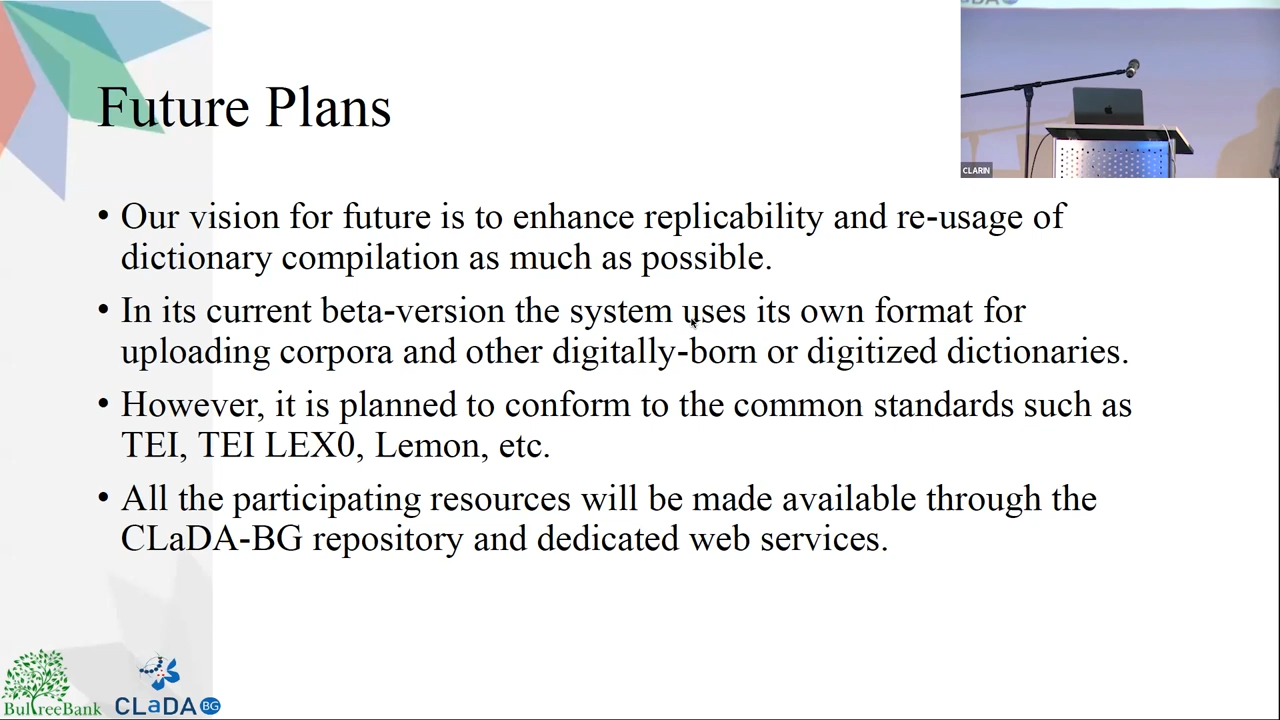 DA
CLARIN
Future Plans
• Our vision for future is to enhance replicability and re-usage of
dictionary compilation as much as possible.
• In its current beta-version the system uses its own format for
uploading corpora and other digitally-born or digitized dictionaries.
• However, it is planned to conform to the common standards such as
TEI, TEI LEX0, Lemon, etc.
• All the participating resources will be made available through the
CLaDA-BG repository and dedicated web services.
BulTreeBank
CLaDA BG